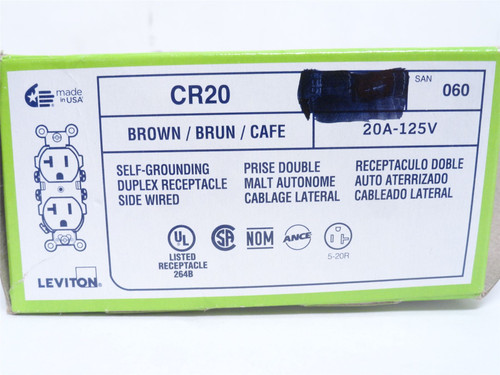 made
in USA
CR20
SAN
060
BROWN / BRUN / CAFE
20A-125V
SELF-GROUNDING
DUPLEX RECEPTACLE
SIDE WIRED
PRISE DOUBLE
MALT AUTONOME
CABLAGE LATERAL
RECEPTACULO DOBLE
AUTO ATERRIZADO
CABLEADO LATERAL
UL
LISTED
RECEPTACLE
264B
SA
NOM
ANCE
5-20R
LEVITON